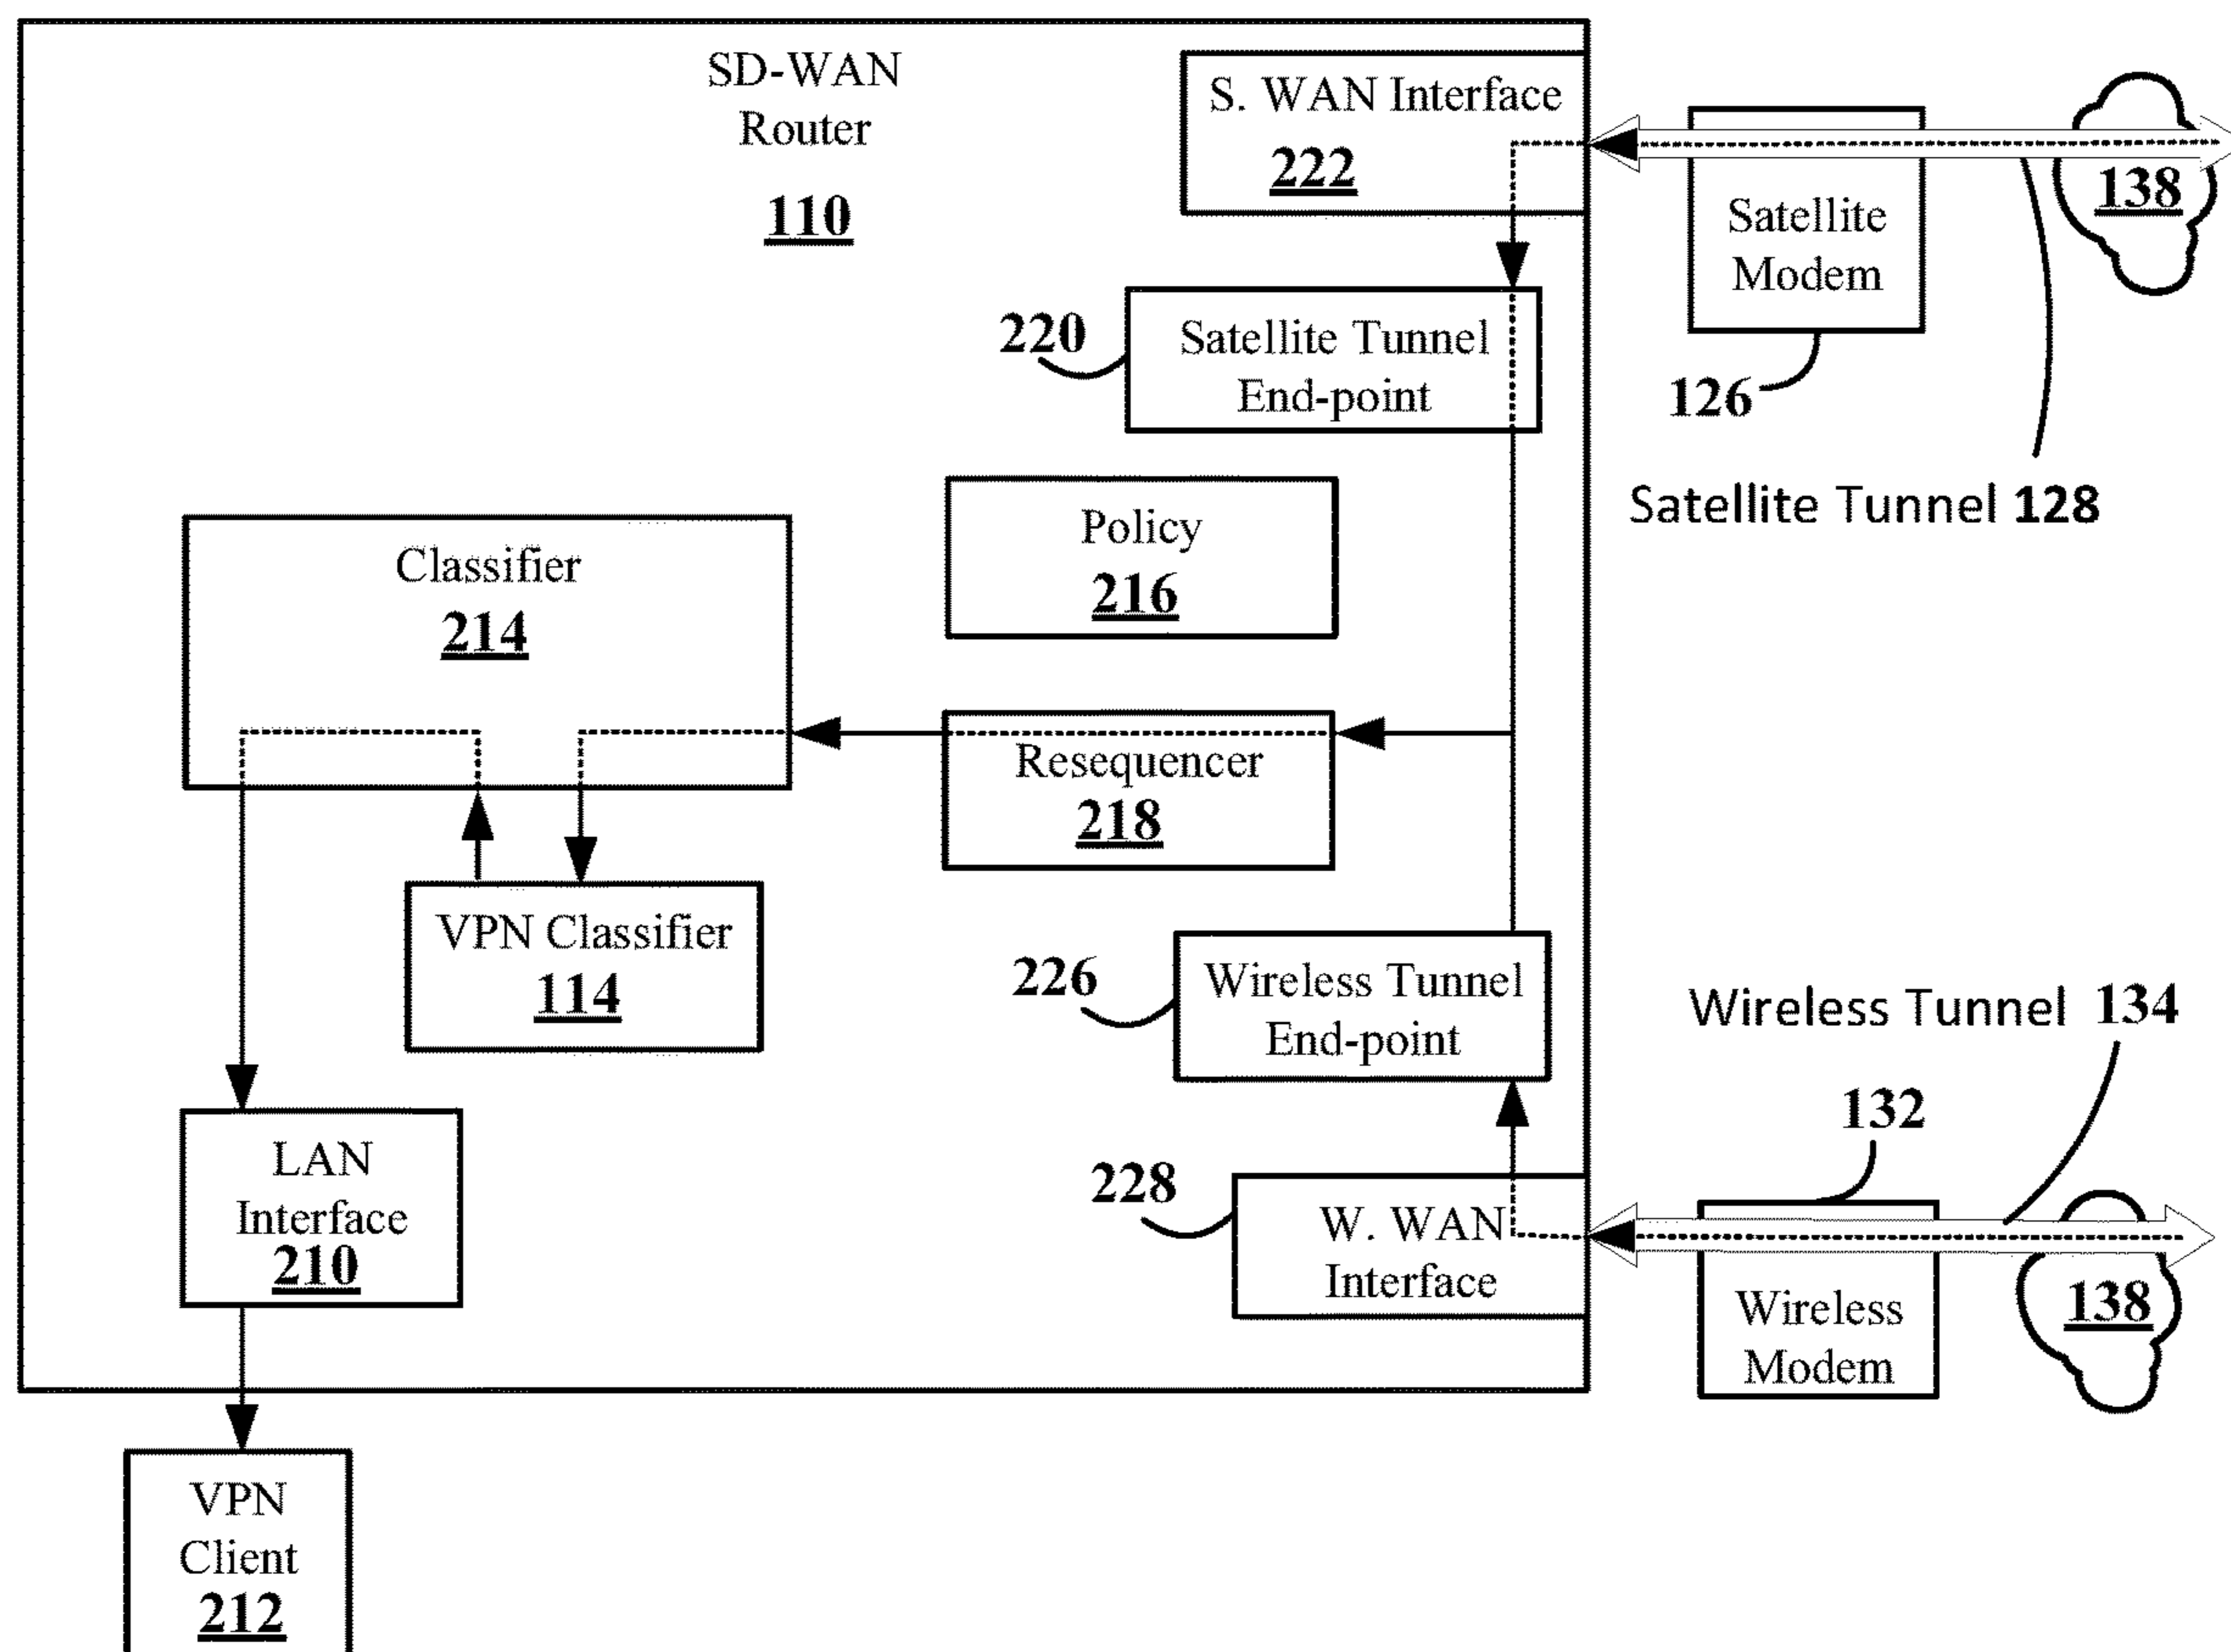 SD-WAN
Router
110
S. WAN Interface
222
138
Satellite
Modem
126
Satellite Tunnel 128
220
Satellite Tunnel
End-point
Policy
216
Classifier
214
Resequencer
218
VPN Classifier
114
226
Wireless Tunnel
End-point
Wireless Tunnel 134
132
228
W. WAN
Interface
Wireless
Modem
138
LAN
Interface
210
VPN
Client
212